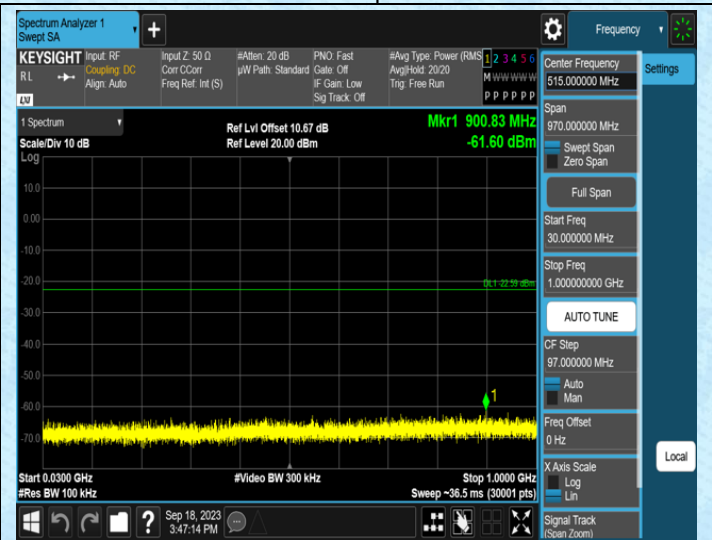 Spectrum Analyzer 1
Swept SA
+
Frequency
KEYSIGHT
RL
LXI
Input: RF
Coupling: DC
Align: Auto
Input Z: 50 Ω
Corr CCorr
Freq Ref: Int (S)
#Atten: 20 dB
µW Path: Standard
PNO: Fast
Gate: Off
IF Gain: Low
Sig Track: Off
#Avg Type: Power (RMS
Avg|Hold: 20/20
Trig: Free Run
1 2 3 4 5 6
M W W W W W
P P P P P P
1 Spectrum
Scale/Div 10 dB
Log
Ref Lvl Offset 10.67 dB
Ref Level 20.00 dBm
Mkr1 900.83 MHz
-61.60 dBm
10.0
0.00
-10.0
-20.0
DL1 -22.59 dBm
-30.0
-40.0
-50.0
-60.0
1
-70.0
Start 0.0300 GHz
#Res BW 100 kHz
#Video BW 300 kHz
Stop 1.0000 GHz
Sweep ~36.5 ms (30001 pts)
?
Sep 18, 2023
3:47:14 PM
Center Frequency
515.000000 MHz
Settings
Span
970.000000 MHz
Swept Span
Zero Span
Full Span
Start Freq
30.000000 MHz
Stop Freq
1.000000000 GHz
AUTO TUNE
CF Step
97.000000 MHz
Auto
Man
Freq Offset
0 Hz
X Axis Scale
Log
Lin
Local
Signal Track
(Span Zoom)